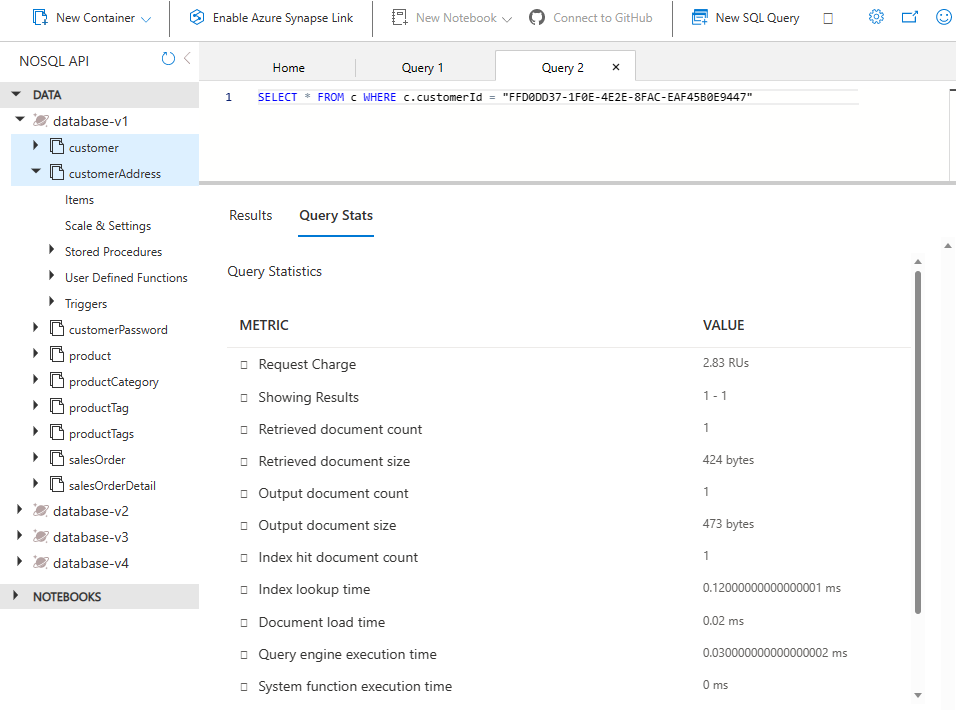 New Container Enable Azure Synapse Link New Notebook Connect to GitHub New SQL Query
NOSQL API
Home Query 1 Query 2 ×
DATA
1 SELECT * FROM c WHERE c.customerId = "FFD0DD37-1F0E-4E2E-8FAC-EAF45B0E9447"
database-v1
customer
customerAddress
Items
Scale & Settings
Stored Procedures
User Defined Functions
Triggers
customerPassword
product
productCategory
productTag
productTags
salesOrder
salesOrderDetail
database-v2
database-v3
database-v4
NOTEBOOKS
Results Query Stats
Query Statistics
METRIC VALUE
Request Charge 2.83 RUs
Showing Results 1 - 1
Retrieved document count 1
Retrieved document size 424 bytes
Output document count 1
Output document size 473 bytes
Index hit document count 1
Index lookup time 0.12000000000000001 ms
Document load time 0.02 ms
Query engine execution time 0.030000000000000002 ms
System function execution time 0 ms